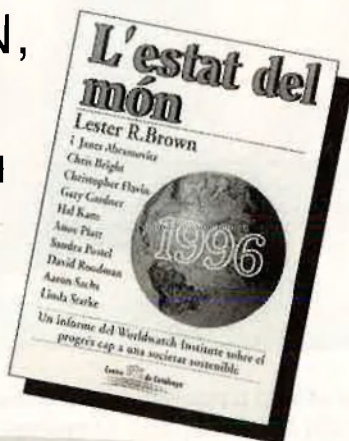 N,
L'estat del
món
Lester R. Brown
i Janet Abramovitz
Chris Bright
Christopher Flavin
Gary Gardner
Hal Kane
Anne Platt
Sandra Postel
David Roodman
Aaron Sachs
Linda Starke
1996
Un informe del Worldwatch Institute sobre el
progrés cap a una societat sostenible
Centre
de Catalunya